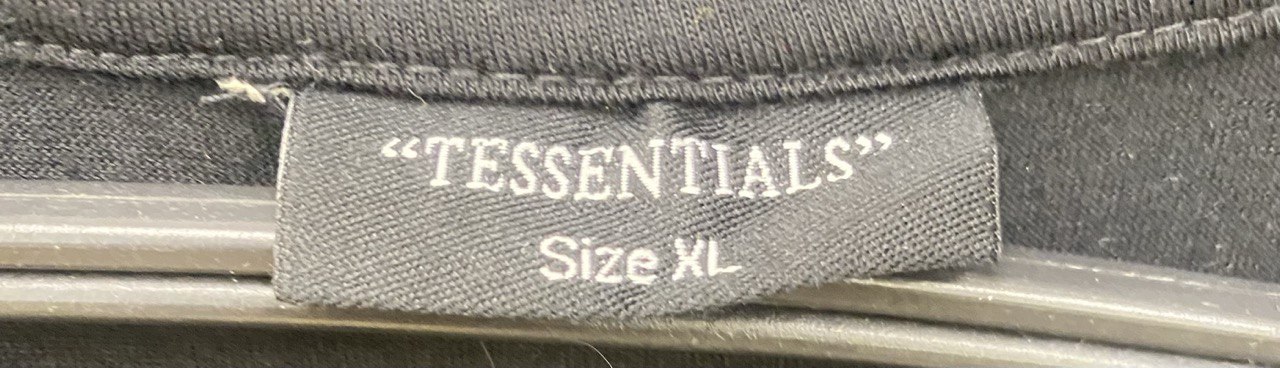 “TESSENTIALS”
Size XL